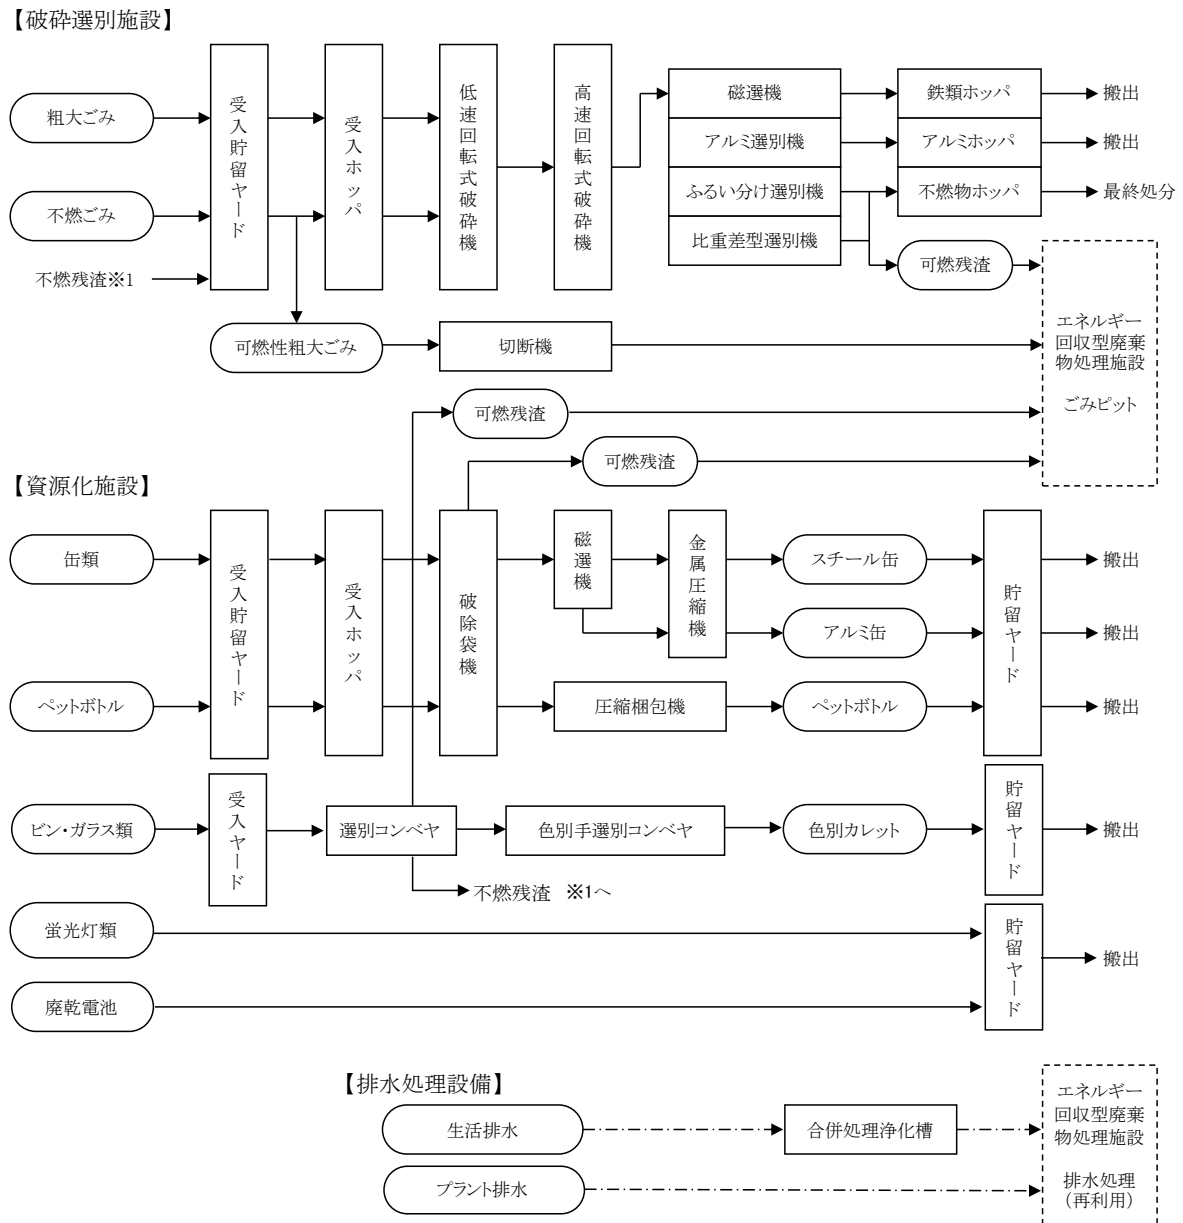 【破砕選別施設】
粗大ごみ
不燃ごみ
不燃残渣※1
受入貯留ヤード
受入ホッパ
低速回転式破砕機
高速回転式破砕機
磁選機
アルミ選別機
ふるい分け選別機
比重差型選別機
鉄類ホッパ
アルミホッパ
不燃物ホッパ
可燃残渣
搬出
搬出
最終処分
可燃性粗大ごみ
切断機
エネルギー
回収型廃棄
物処理施設
ごみピット
可燃残渣
可燃残渣
【資源化施設】
缶類
ペットボトル
受入貯留ヤード
受入ホッパ
破除袋機
磁選機
金属圧縮機
圧縮梱包機
スチール缶
アルミ缶
ペットボトル
貯留ヤード
搬出
搬出
搬出
ビン・ガラス類
受入ヤード
選別コンベヤ
色別手選別コンベヤ
色別カレット
貯留ヤード
搬出
不燃残渣 ※1へ
蛍光灯類
廃乾電池
貯留ヤード
搬出
【排水処理設備】
生活排水
合併処理浄化槽
プラント排水
エネルギー
回収型廃棄
物処理施設
排水処理
(再利用)